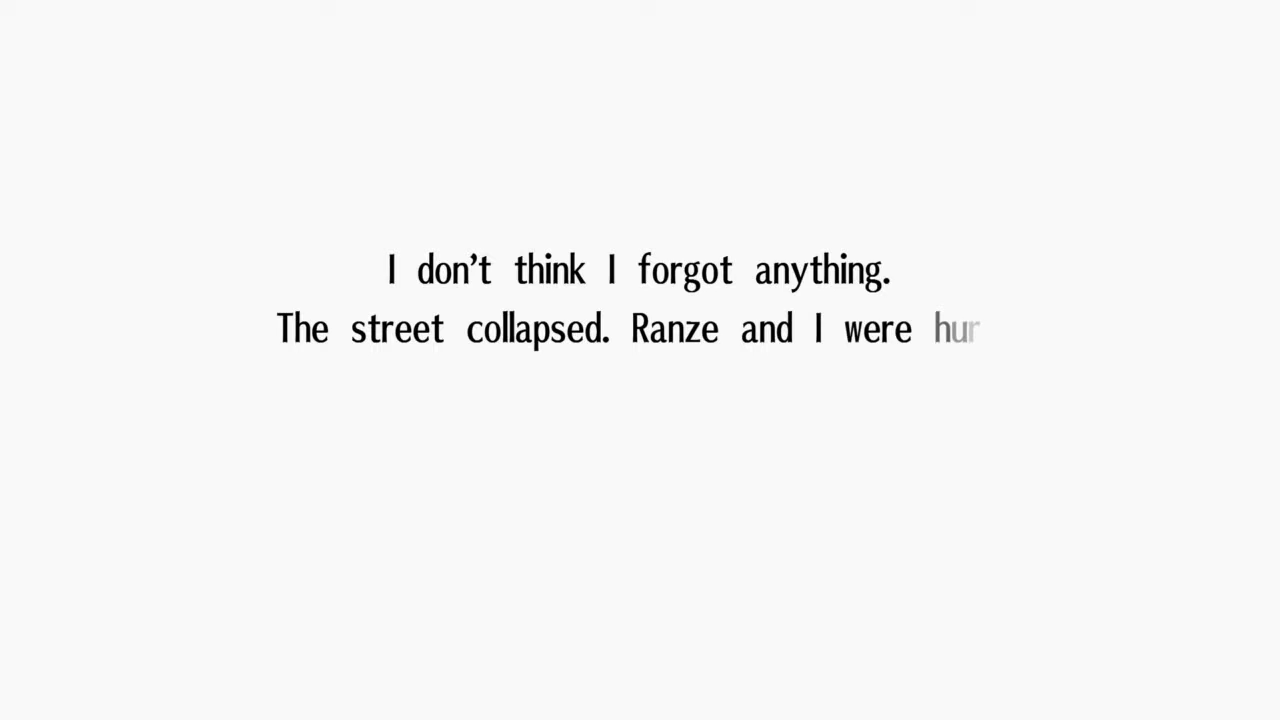 I don’t think I forgot anything.
The street collapsed. Ranze and I were hur